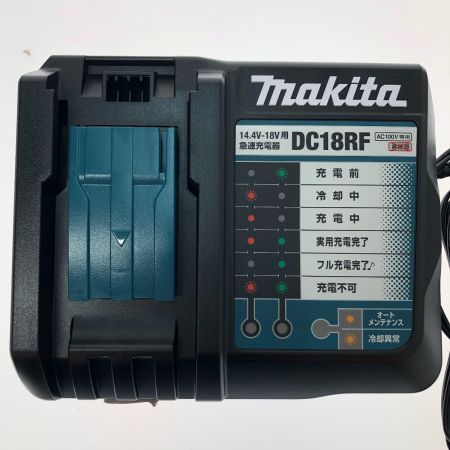 makita
14.4V-18V用
急速充電器
DC18RF
AC100V専用
充電前
冷却中
充電中
実用充電完了
フル充電完了♪
充電不可
オート
メンテナンス
冷却異常